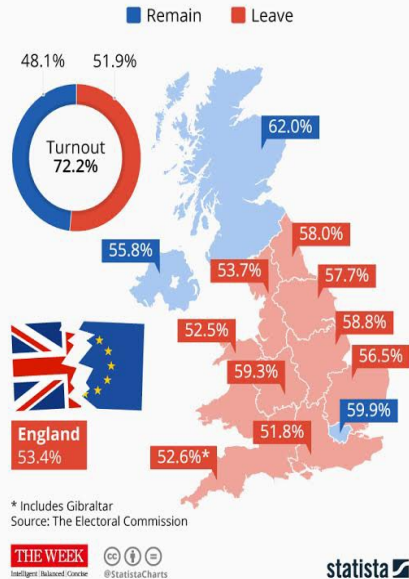 Remain Leave
48.1% 51.9%
Turnout
72.2%
62.0%
55.8%
58.0%
53.7%
57.7%
52.5%
58.8%
59.3%
56.5%
59.9%
51.8%
England
53.4%
52.6%*
* Includes Gibraltar
Source: The Electoral Commission
THE WEEK
Intelligent Balanced Concise
@StatistaCharts
statista